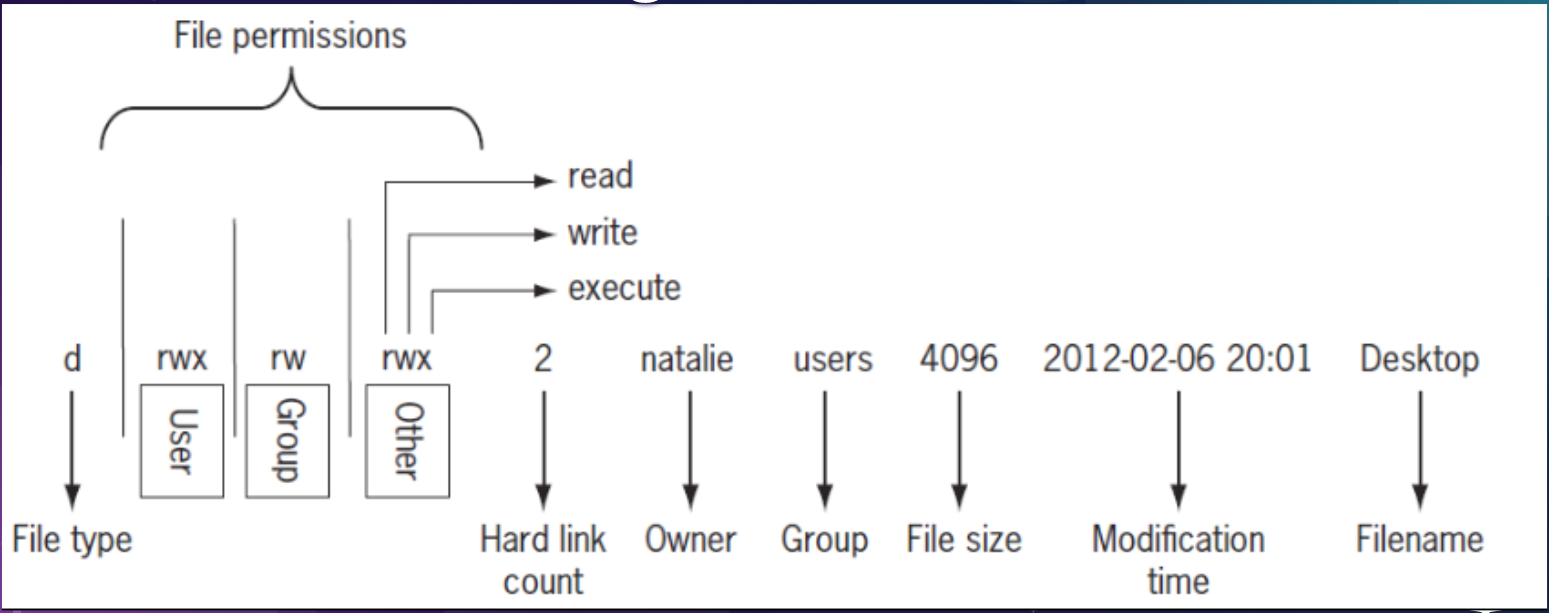 File permissions
read
write
execute
d rwx rw rwx 2 natalie users 4096 2012-02-06 20:01 Desktop
User Group Other
File type Hard link count Owner Group File size Modification time Filename